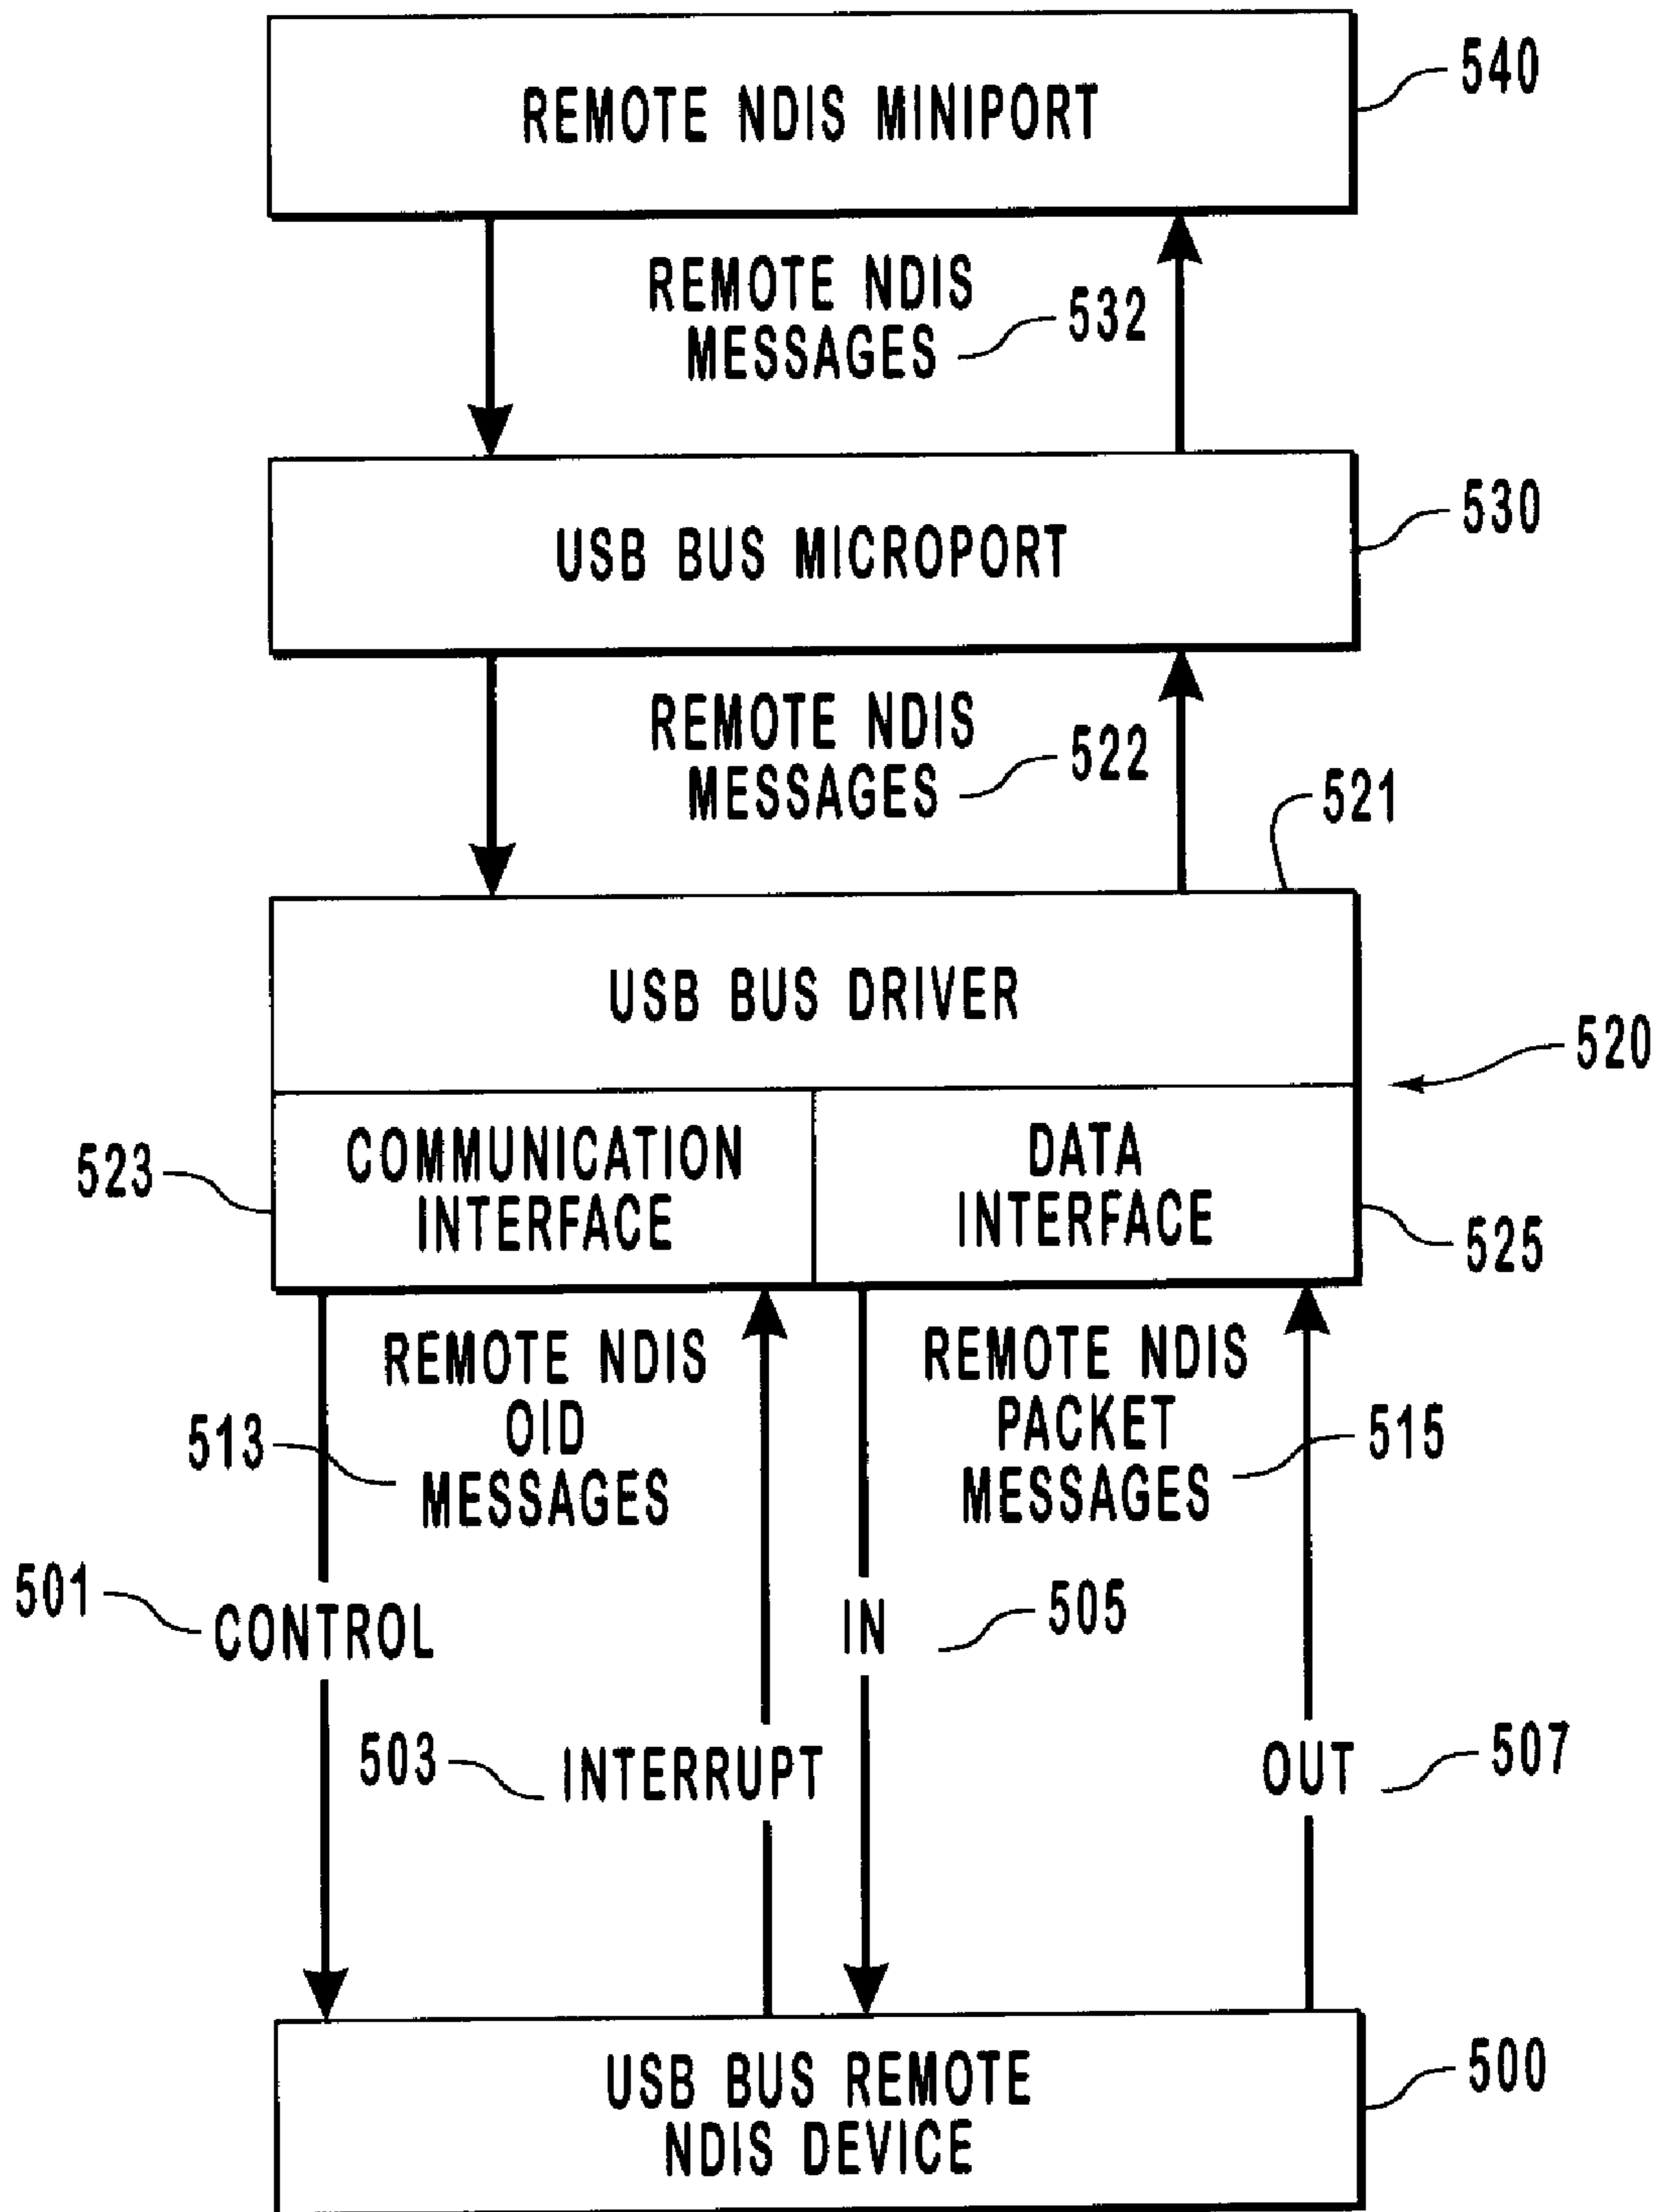 REMOTE NDIS MINIPORT
540
REMOTE NDIS
MESSAGES
532
USB BUS MICROPORT
530
REMOTE NDIS
MESSAGES
522
521
USB BUS DRIVER
520
COMMUNICATION
INTERFACE
523
DATA
INTERFACE
525
REMOTE NDIS
OID
MESSAGES
513
REMOTE NDIS
PACKET
MESSAGES
515
501
CONTROL
IN
505
503
INTERRUPT
OUT
507
USB BUS REMOTE
NDIS DEVICE
500